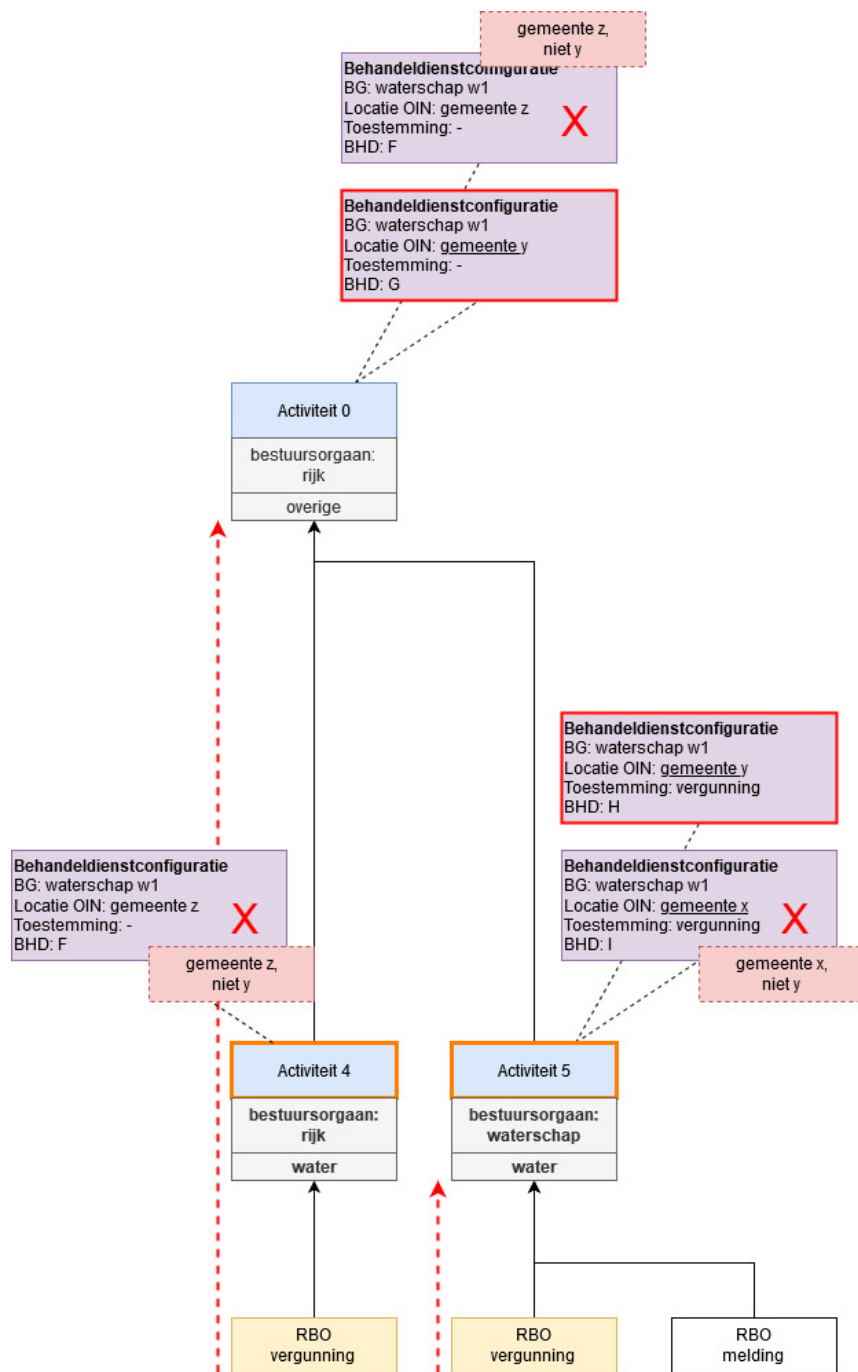 gemeente z,
niet y
Behandeldienstconfiguratie
BG: waterschap w1
Locatie OIN: gemeente z
Toestemming: -
BHD: F
X
Behandeldienstconfiguratie
BG: waterschap w1
Locatie OIN: gemeente y
Toestemming: -
BHD: G
Activiteit 0
bestuursorgaan:
rijk
overige
Behandeldienstconfiguratie
BG: waterschap w1
Locatie OIN: gemeente y
Toestemming: vergunning
BHD: H
Behandeldienstconfiguratie
BG: waterschap w1
Locatie OIN: gemeente z
Toestemming: -
BHD: F
X
gemeente z,
niet y
Behandeldienstconfiguratie
BG: waterschap w1
Locatie OIN: gemeente x
Toestemming: vergunning
BHD: I
X
gemeente x,
niet y
Activiteit 4
bestuursorgaan:
rijk
water
Activiteit 5
bestuursorgaan:
waterschap
water
RBO
vergunning
RBO
vergunning
RBO
melding